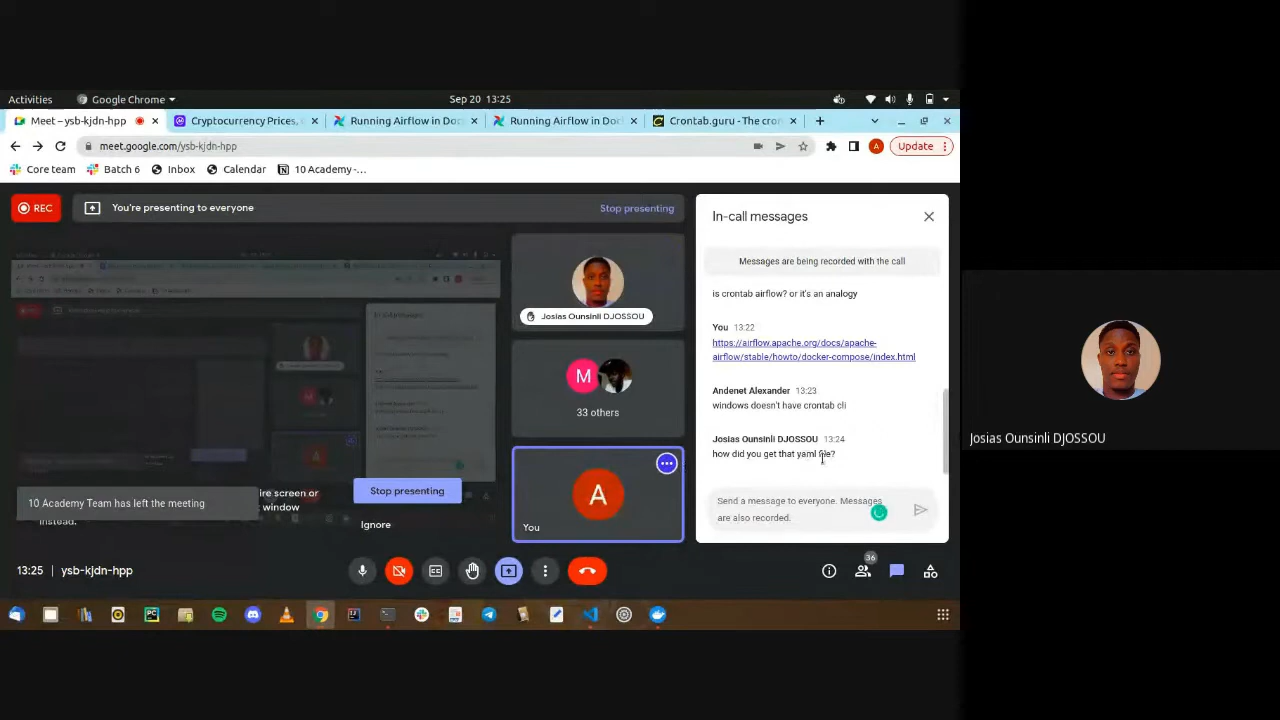 Activities
Google Chrome
Sep 20 13:25
Meet – ysb-kjdn-hpp
Cryptocurrency Prices,
Running Airflow in Doc
Running Airflow in Doc
Crontab.guru - The cron
meet.google.com/ysb-kjdn-hpp
A
Update
Core team
Batch 6
Inbox
Calendar
10 Academy -...
REC
You're presenting to everyone
Stop presenting
In-call messages
Messages are being recorded with the call
is crontab airflow? or it's an analogy
You 13:22
https://airflow.apache.org/docs/apache-
airflow/stable/howto/docker-compose/index.html
Andenet Alexander 13:23
windows doesn't have crontab cli
Josias Ounsinli DJOSSOU 13:24
how did you get that yaml file?
Send a message to everyone. Messages
are also recorded.
Josias Ounsinli DJOSSOU
M
33 others
A
You
10 Academy Team has left the meeting
ire screen or
window
instead.
Stop presenting
Ignore
13:25 | ysb-kjdn-hpp
36
Josias Ounsinli DJOSSOU